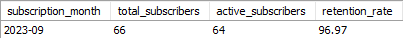 subscription_month total_subscribers active_subscribers retention_rate
2023-09 66 64 96.97